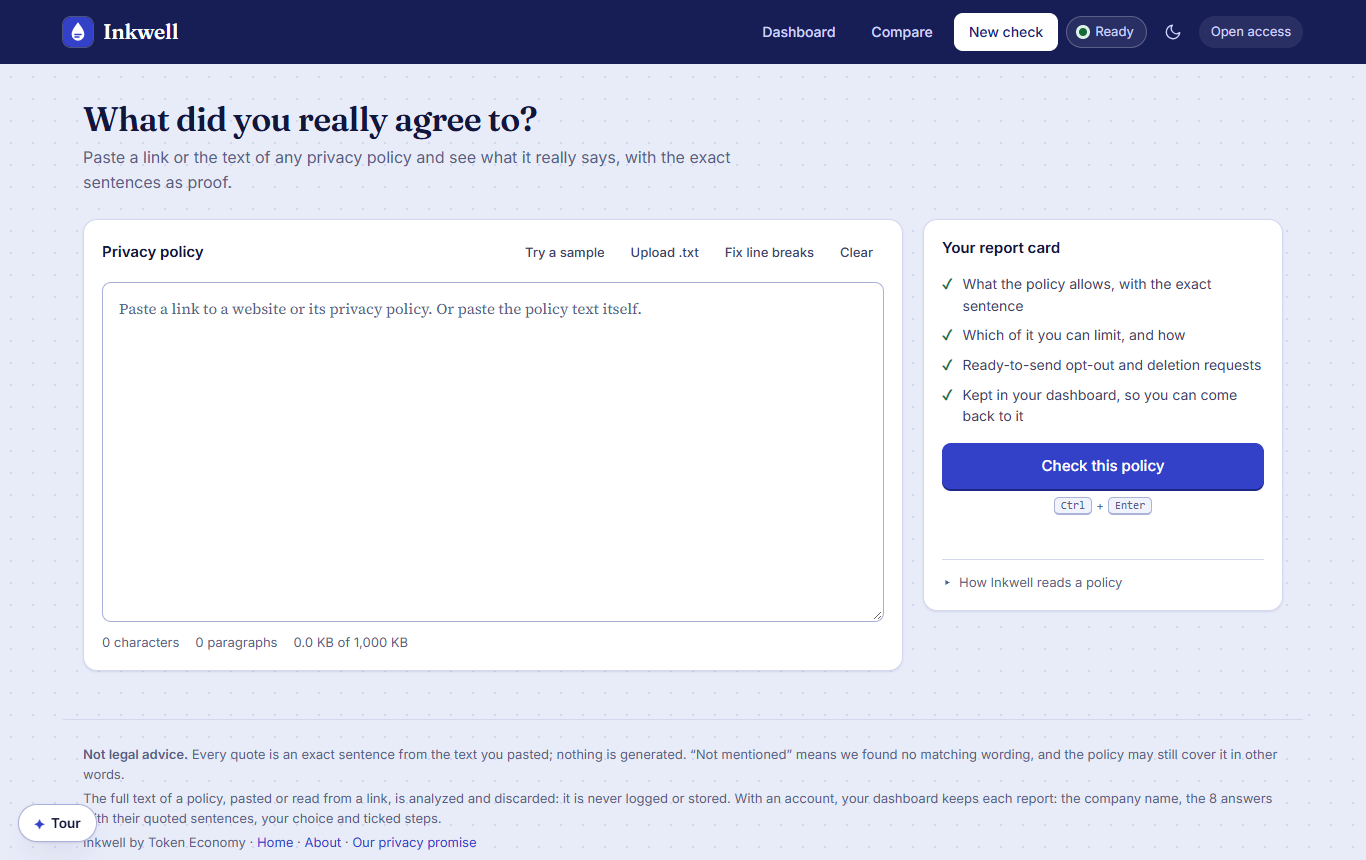 Inkwell
Dashboard
Compare
New check
Ready
Open access
What did you really agree to?
Paste a link or the text of any privacy policy and see what it really says, with the exact
sentences as proof.
Privacy policy
Try a sample
Upload .txt
Fix line breaks
Clear
Paste a link to a website or its privacy policy. Or paste the policy text itself.
0 characters
0 paragraphs
0.0 KB of 1,000 KB
Your report card
✓ What the policy allows, with the exact
sentence
✓ Which of it you can limit, and how
✓ Ready-to-send opt-out and deletion requests
✓ Kept in your dashboard, so you can come
back to it
Check this policy
Ctrl + Enter
How Inkwell reads a policy
Not legal advice. Every quote is an exact sentence from the text you pasted; nothing is generated. “Not mentioned” means we found no matching wording, and the policy may still cover it in other
words.
The full text of a policy, pasted or read from a link, is analyzed and discarded: it is never logged or stored. With an account, your dashboard keeps each report: the company name, the 8 answers
their quoted sentences, your choice and ticked steps.
Inkwell by Token Economy · Home · About · Our privacy promise
Tour